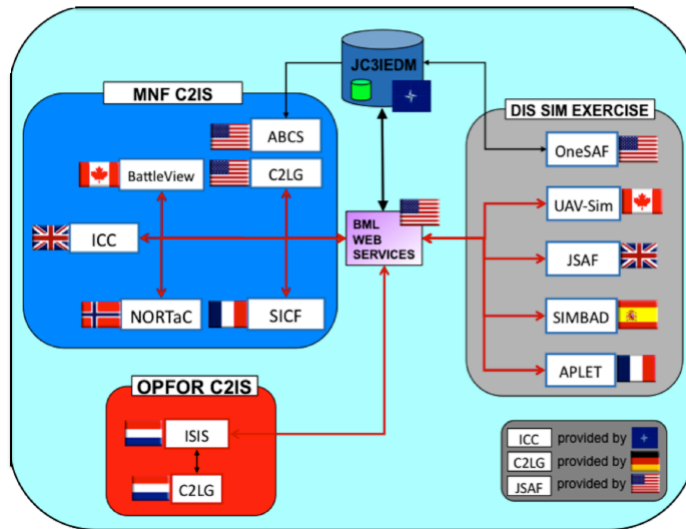 JC3IEDM
MNF C2IS
ABCS
BattleView
C2LG
ICC
NORTaC
SICF
BML
WEB
SERVICES
DIS SIM EXERCISE
OneSAF
UAV-Sim
JSAF
SIMBAD
APLET
OPFOR C2IS
ISIS
C2LG
ICC provided by
C2LG provided by
JSAF provided by